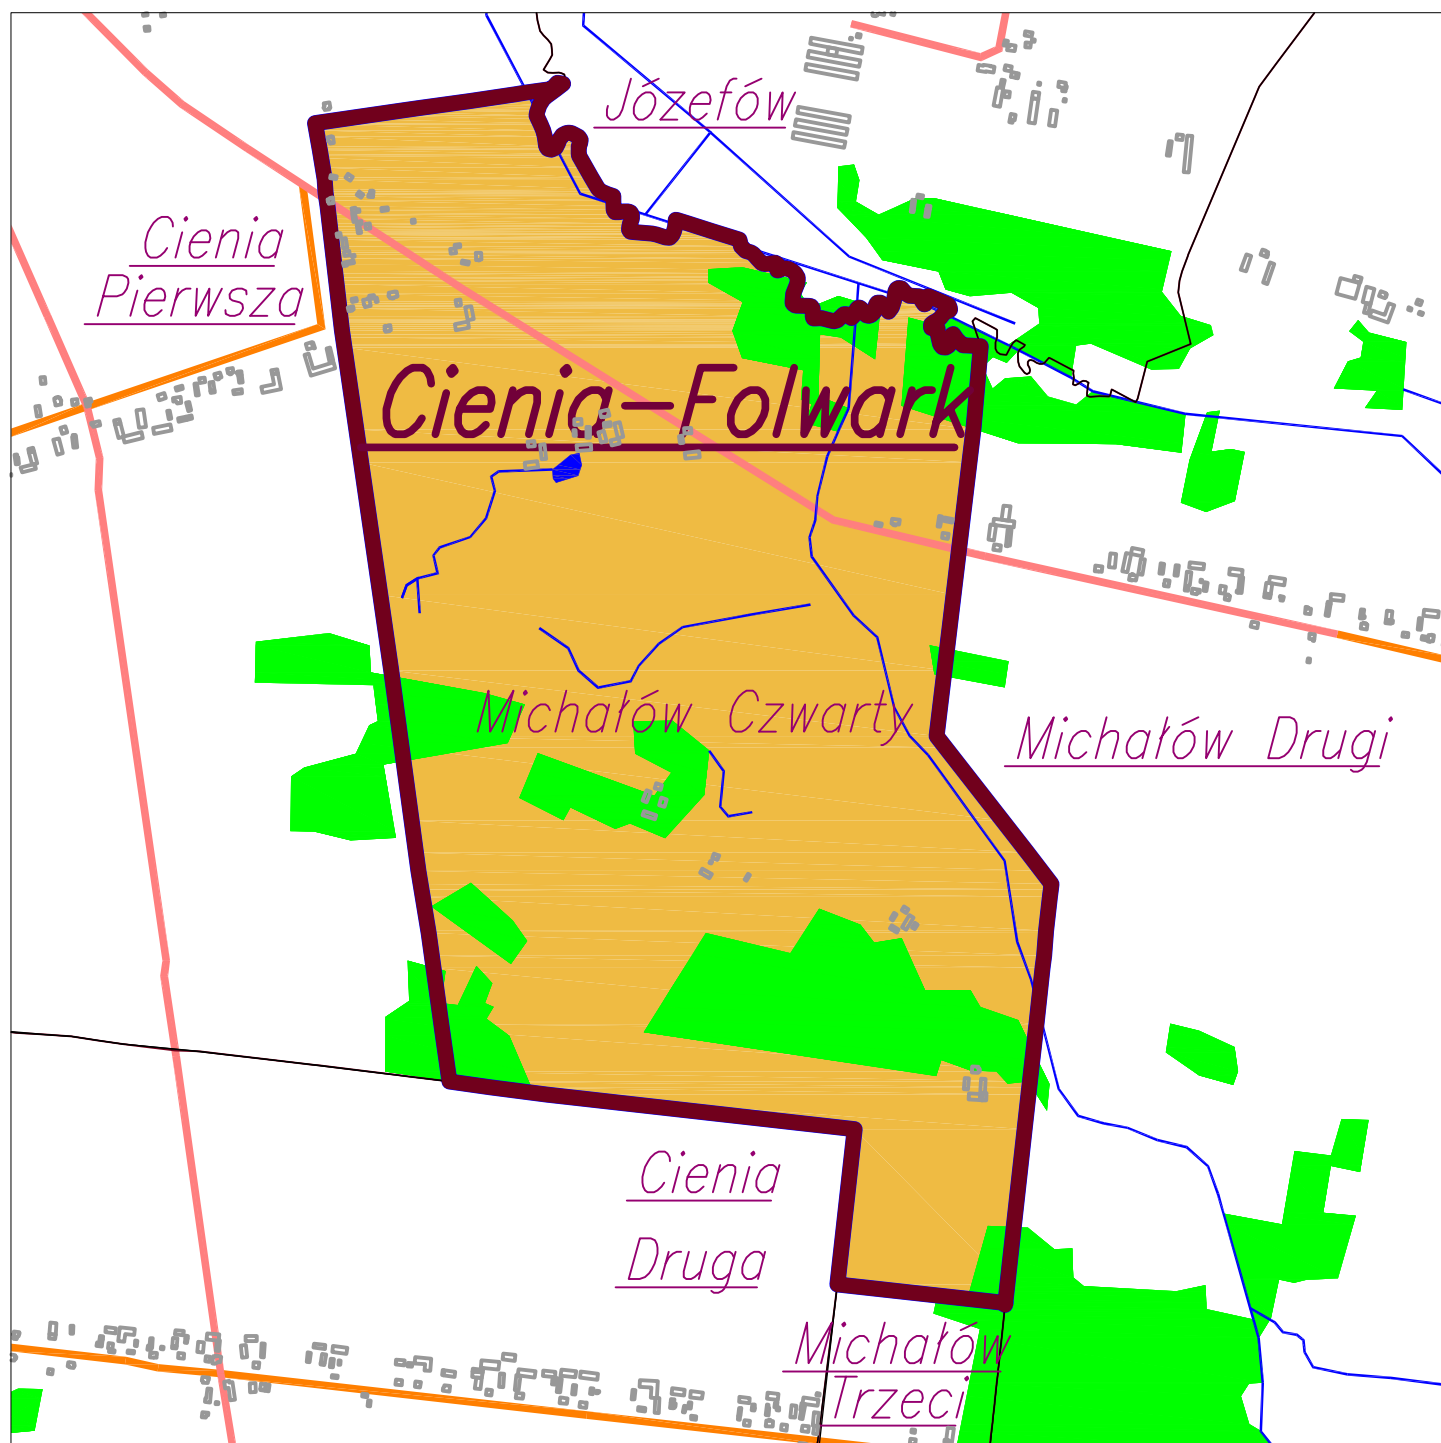 Józefów
Cienia
Pierwsza
Cienia-Folwark
Michałów Czwarty
Michałów Drugi
Cienia
Druga
Michałów
Trzeci